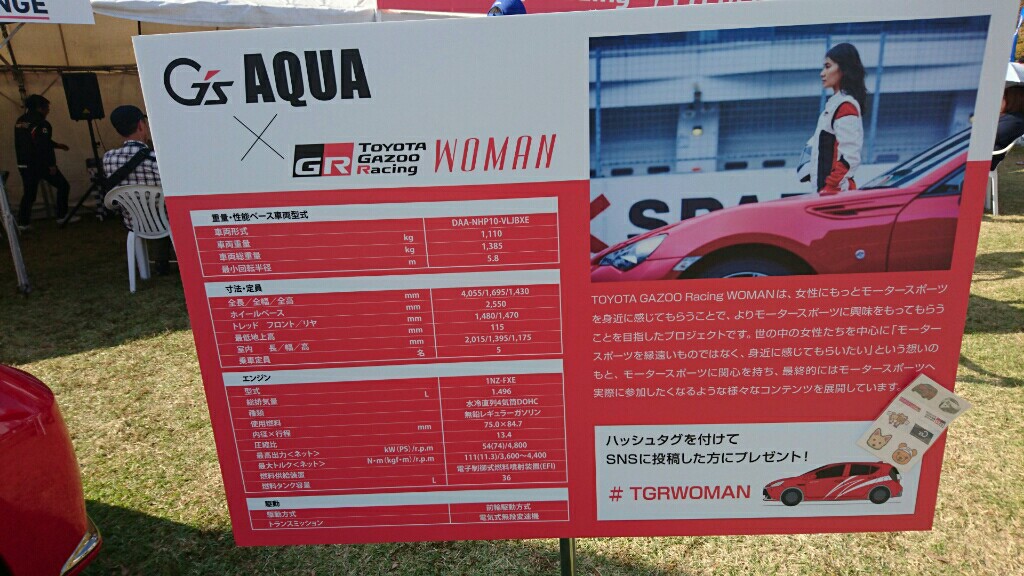 NGE
Racing
G's AQUA
×
GR TOYOTA GAZOO Racing WOMAN
重量・性能ベース車両型式
車両形式 DAA-NHP10-VLJBXE
車両重量 kg 1,110
車両総重量 kg 1,385
最小回転半径 m 5.8
寸法・定員
全長／全幅／全高 mm 4,055/1,695/1,430
ホイールベース mm 2,550
トレッド フロント／リヤ mm 1,480/1,470
最低地上高 mm 115
室内 長／幅／高 mm 2,015/1,395/1,175
乗車定員 名 5
エンジン
型式 1NZ-FXE
総排気量 L 1,496
種類 水冷直列4気筒DOHC
使用燃料 無鉛レギュラーガソリン
内径×行程 mm 75.0×84.7
圧縮比 13.4
最高出力<ネット> kW(PS)/r.p.m 54(74)/4,800
最大トルク<ネット> N・m(kgf・m)/r.p.m 111(11.3)/3,600～4,400
燃料供給装置 電子制御式燃料噴射装置(EFI)
燃料タンク容量 L 36
駆動
駆動方式 前輪駆動方式
トランスミッション 電気式無段変速機
TOYOTA GAZOO Racing WOMANは、女性にもっとモータースポーツ
を身近に感じてもらうことで、よりモータースポーツに興味をもってもらう
ことを目指したプロジェクトです。世の中の女性たちを中心に「モーター
スポーツを縁遠いものではなく、身近に感じてもらいたい」という想いの
もと、モータースポーツに関心を持ち、最終的にはモータースポーツへ
実際に参加したくなるような様々なコンテンツを展開しています。
ハッシュタグを付けて
SNSに投稿した方にプレゼント！
# TGRWOMAN